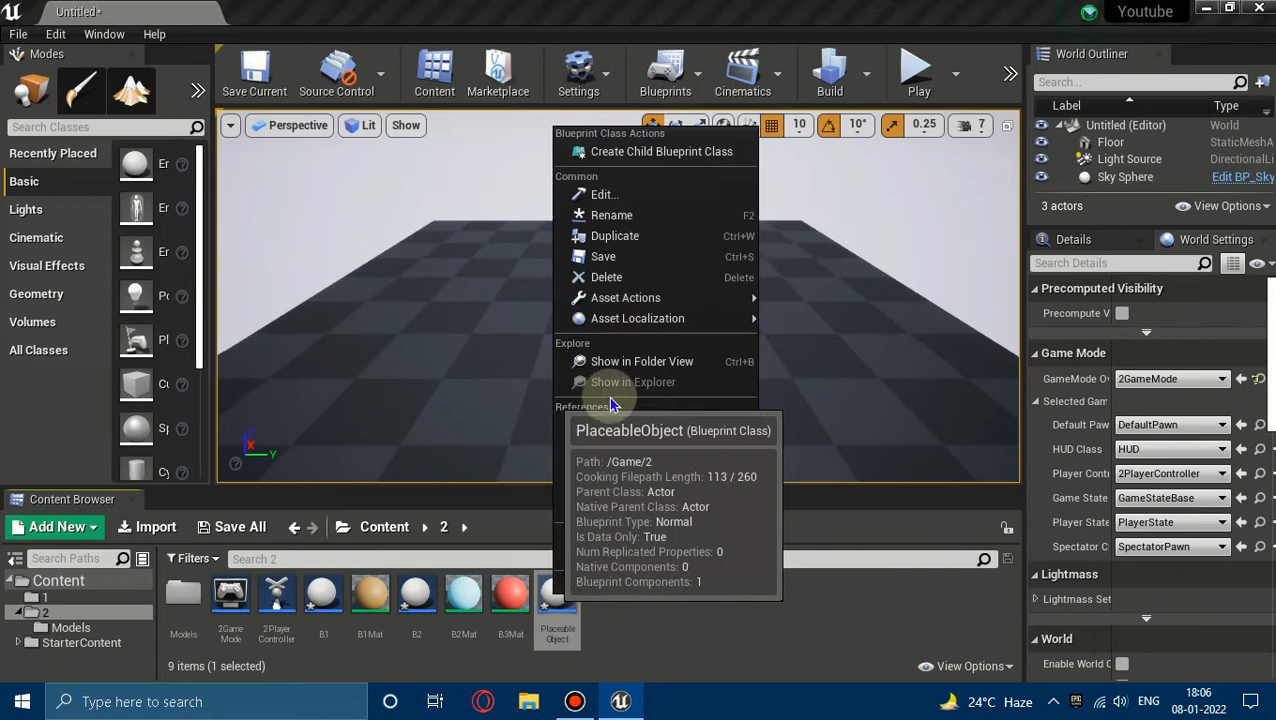 Untitled*
Youtube
File Edit Window Help
Modes
Search Classes
Recently Placed
Basic
Lights
Cinematic
Visual Effects
Geometry
Volumes
All Classes
Save Current
Source Control
Content
Marketplace
Settings
Blueprints
Cinematics
Build
Play
Perspective
Lit
Show
10
10°
0.25
7
Blueprint Class Actions
Create Child Blueprint Class
Common
Edit...
Rename F2
Duplicate Ctrl+W
Save Ctrl+S
Delete Delete
Asset Actions
Asset Localization
Explore
Show in Folder View Ctrl+B
Show in Explorer
References
PlaceableObject (Blueprint Class)
Path: /Game/2
Cooking Filepath Length: 113 / 260
Parent Class: Actor
Native Parent Class: Actor
Blueprint Type: Normal
Is Data Only: True
Num Replicated Properties: 0
Native Components: 0
Blueprint Components: 1
World Outliner
Search...
Label Type
Untitled (Editor) World
Floor StaticMeshA
Light Source DirectionalLi
Sky Sphere Edit BP_Sky
3 actors View Options
Details World Settings
Search Details
Precomputed Visibility
Precompute V
Game Mode
GameMode O 2GameMode
Selected Gam
Default Paw DefaultPawn
HUD Class HUD
Player Contr 2PlayerController
Game State GameStateBase
Player State PlayerState
Spectator C SpectatorPawn
Lightmass
Lightmass Set
World
Enable World C
Content Browser
Add New Import Save All Content 2
Search Paths
Filters Search 2
Content
1
2
Models
StarterContent
Models
2Game Mode
2Player Controller
B1
B1Mat
B2
B2Mat
B3Mat
Placeable Object
9 items (1 selected) View Options
Type here to search
24°C Haze
ENG
18:06
08-01-2022